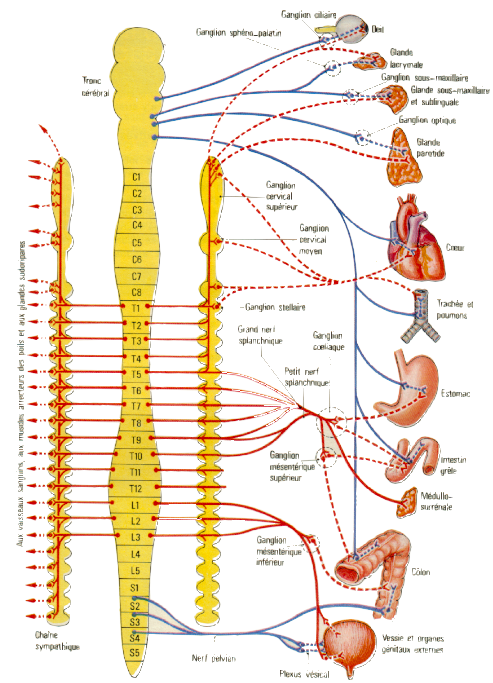 Ganglion ciliaire
Ganglion sphéno-palatin
Œil
Glande
lacrymale
Ganglion sous-maxillaire
Glande sous-maxillaire
et sublinguale
Ganglion optique
Glande
parotide
Tronc
cérébral
Ganglion
cervical
supérieur
Ganglion
cervical
moyen
Cœur
Ganglion stellaire
Trachée et
poumons
Grand nerf
splanchnique
Ganglion
cœliaque
Petit nerf
splanchnique
Estomac
Ganglion
mésentérique
supérieur
Intestin
grêle
Médullo-
surrénale
Ganglion
mésentérique
inférieur
Côlon
Vessie et organes
génitaux externes
Nerf pelvien
Plexus vésical
Chaîne
sympathique
Aux vaisseaux sanguins, aux muscles arrecteurs des poils et aux glandes sudoripares
C1
C2
C3
C4
C5
C6
C7
C8
T1
T2
T3
T4
T5
T6
T7
T8
T9
T10
T11
T12
L1
L2
L3
L4
L5
S1
S2
S3
S4
S5